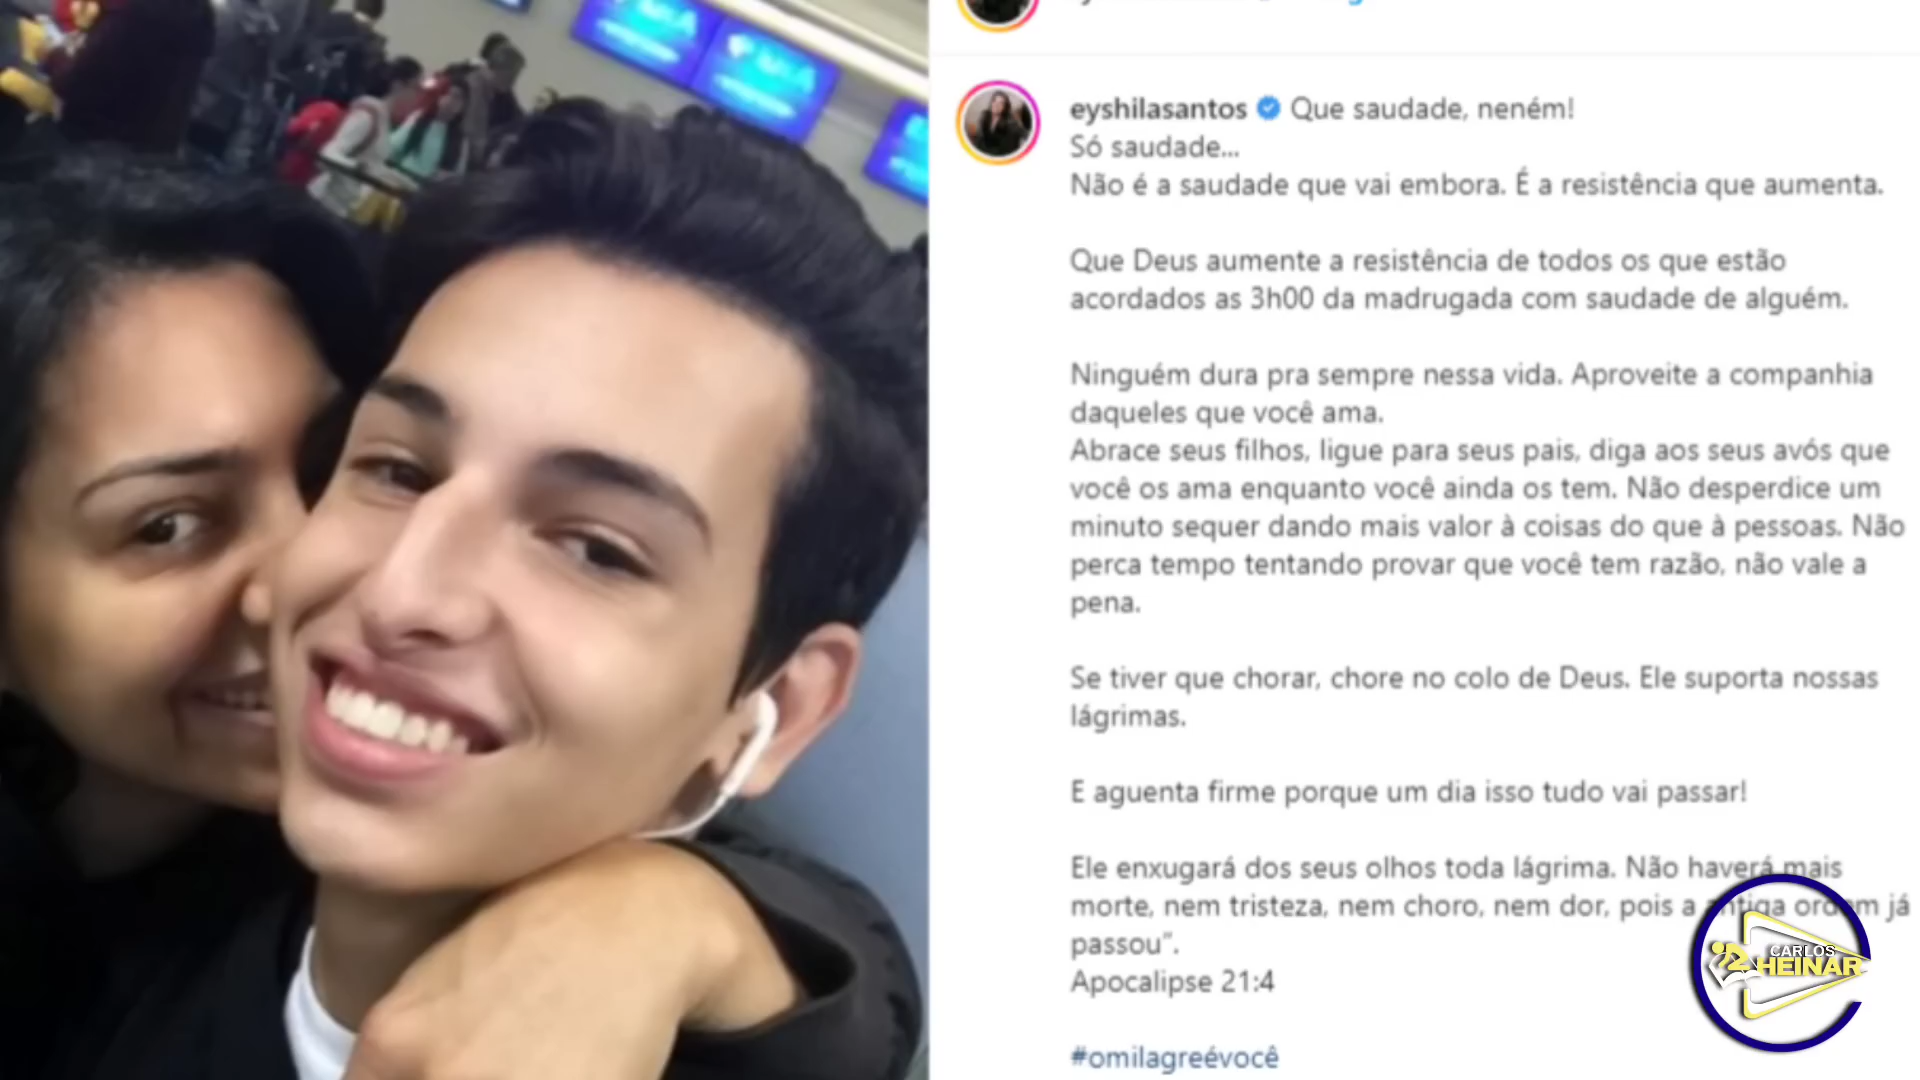 eyshilasantos Que saudade, neném!
Só saudade...
Não é a saudade que vai embora. É a resistência que aumenta.
Que Deus aumente a resistência de todos os que estão
acordados as 3h00 da madrugada com saudade de alguém.
Ninguém dura pra sempre nessa vida. Aproveite a companhia
daqueles que você ama.
Abrace seus filhos, ligue para seus pais, diga aos seus avós que
você os ama enquanto você ainda os tem. Não desperdice um
minuto sequer dando mais valor à coisas do que à pessoas. Não
perca tempo tentando provar que você tem razão, não vale a
pena.
Se tiver que chorar, chore no colo de Deus. Ele suporta nossas
lágrimas.
E aguenta firme porque um dia isso tudo vai passar!
Ele enxugará dos seus olhos toda lágrima. Não haverá mais
morte, nem tristeza, nem choro, nem dor, pois a antiga ordem já
passou”.
Apocalipse 21:4
#omilagreévocê
CARLOS
HEINAR